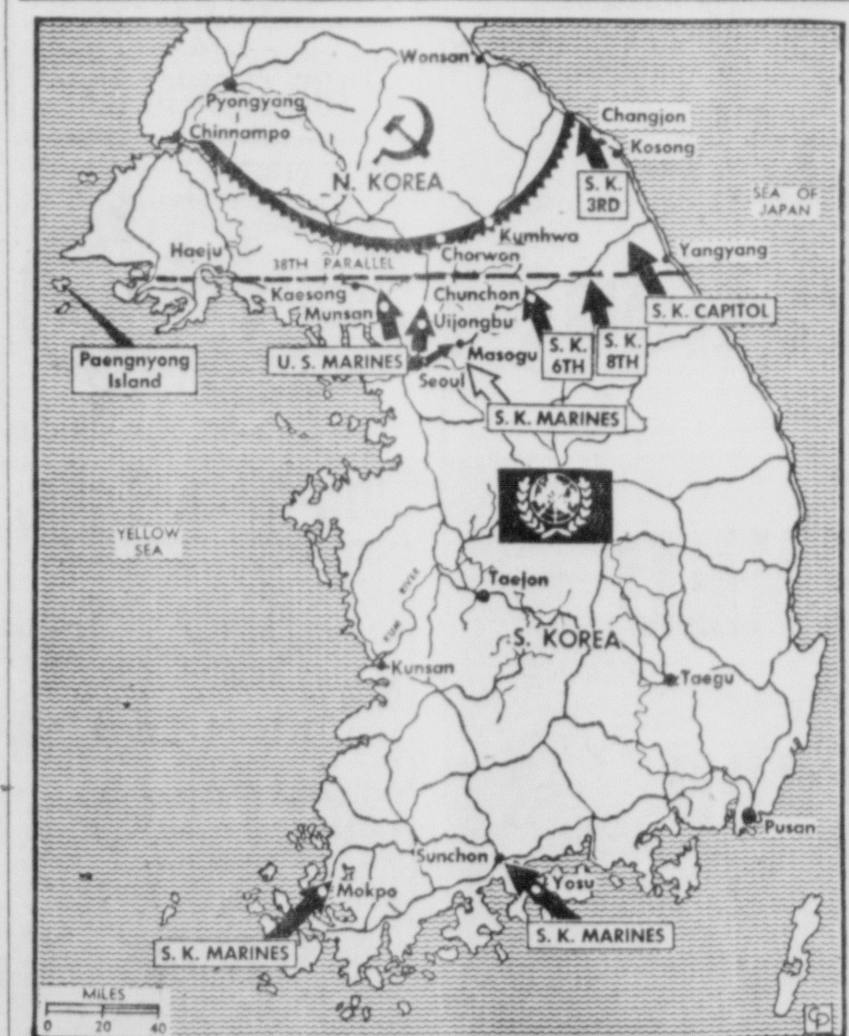 Wonsan
Pyongyang
Chinnampo
Changjon
Kosong
N. KOREA
S. K.
3RD
SEA OF
JAPAN
Kumhwa
Haeju
Chorwon
Yangyang
38TH PARALLEL
Kaesong
Chunchon
Munsan
Uijongbu
S. K. CAPITOL
Paengnyong
Island
U. S. MARINES
Masogu
S. K.
6TH
S. K.
8TH
Seoul
S. K. MARINES
YELLOW
SEA
Taejon
KUM RIVER
S. KOREA
Kunsan
Taegu
Pusan
Sunchon
Mokpo
Yosu
S. K. MARINES
S. K. MARINES
MILES
0 20 40
CP